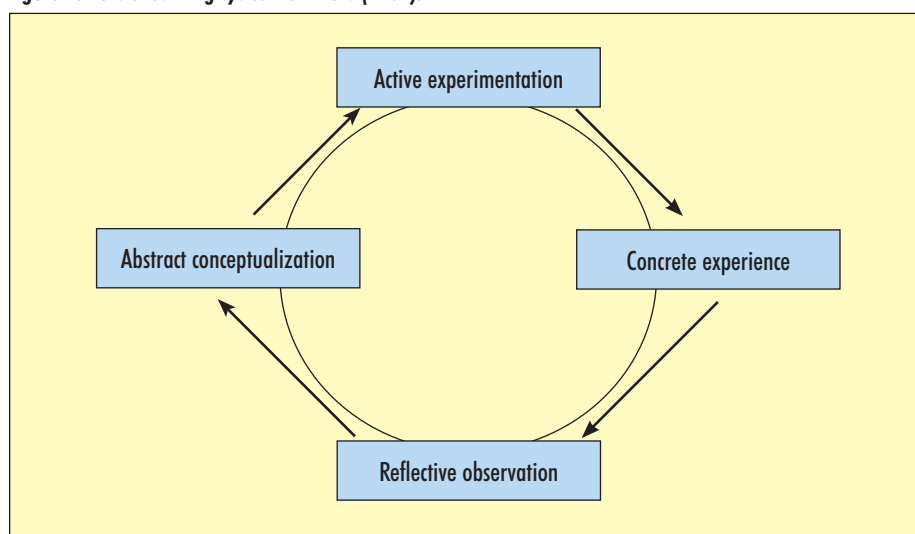 Active experimentation
Abstract conceptualization
Concrete experience
Reflective observation